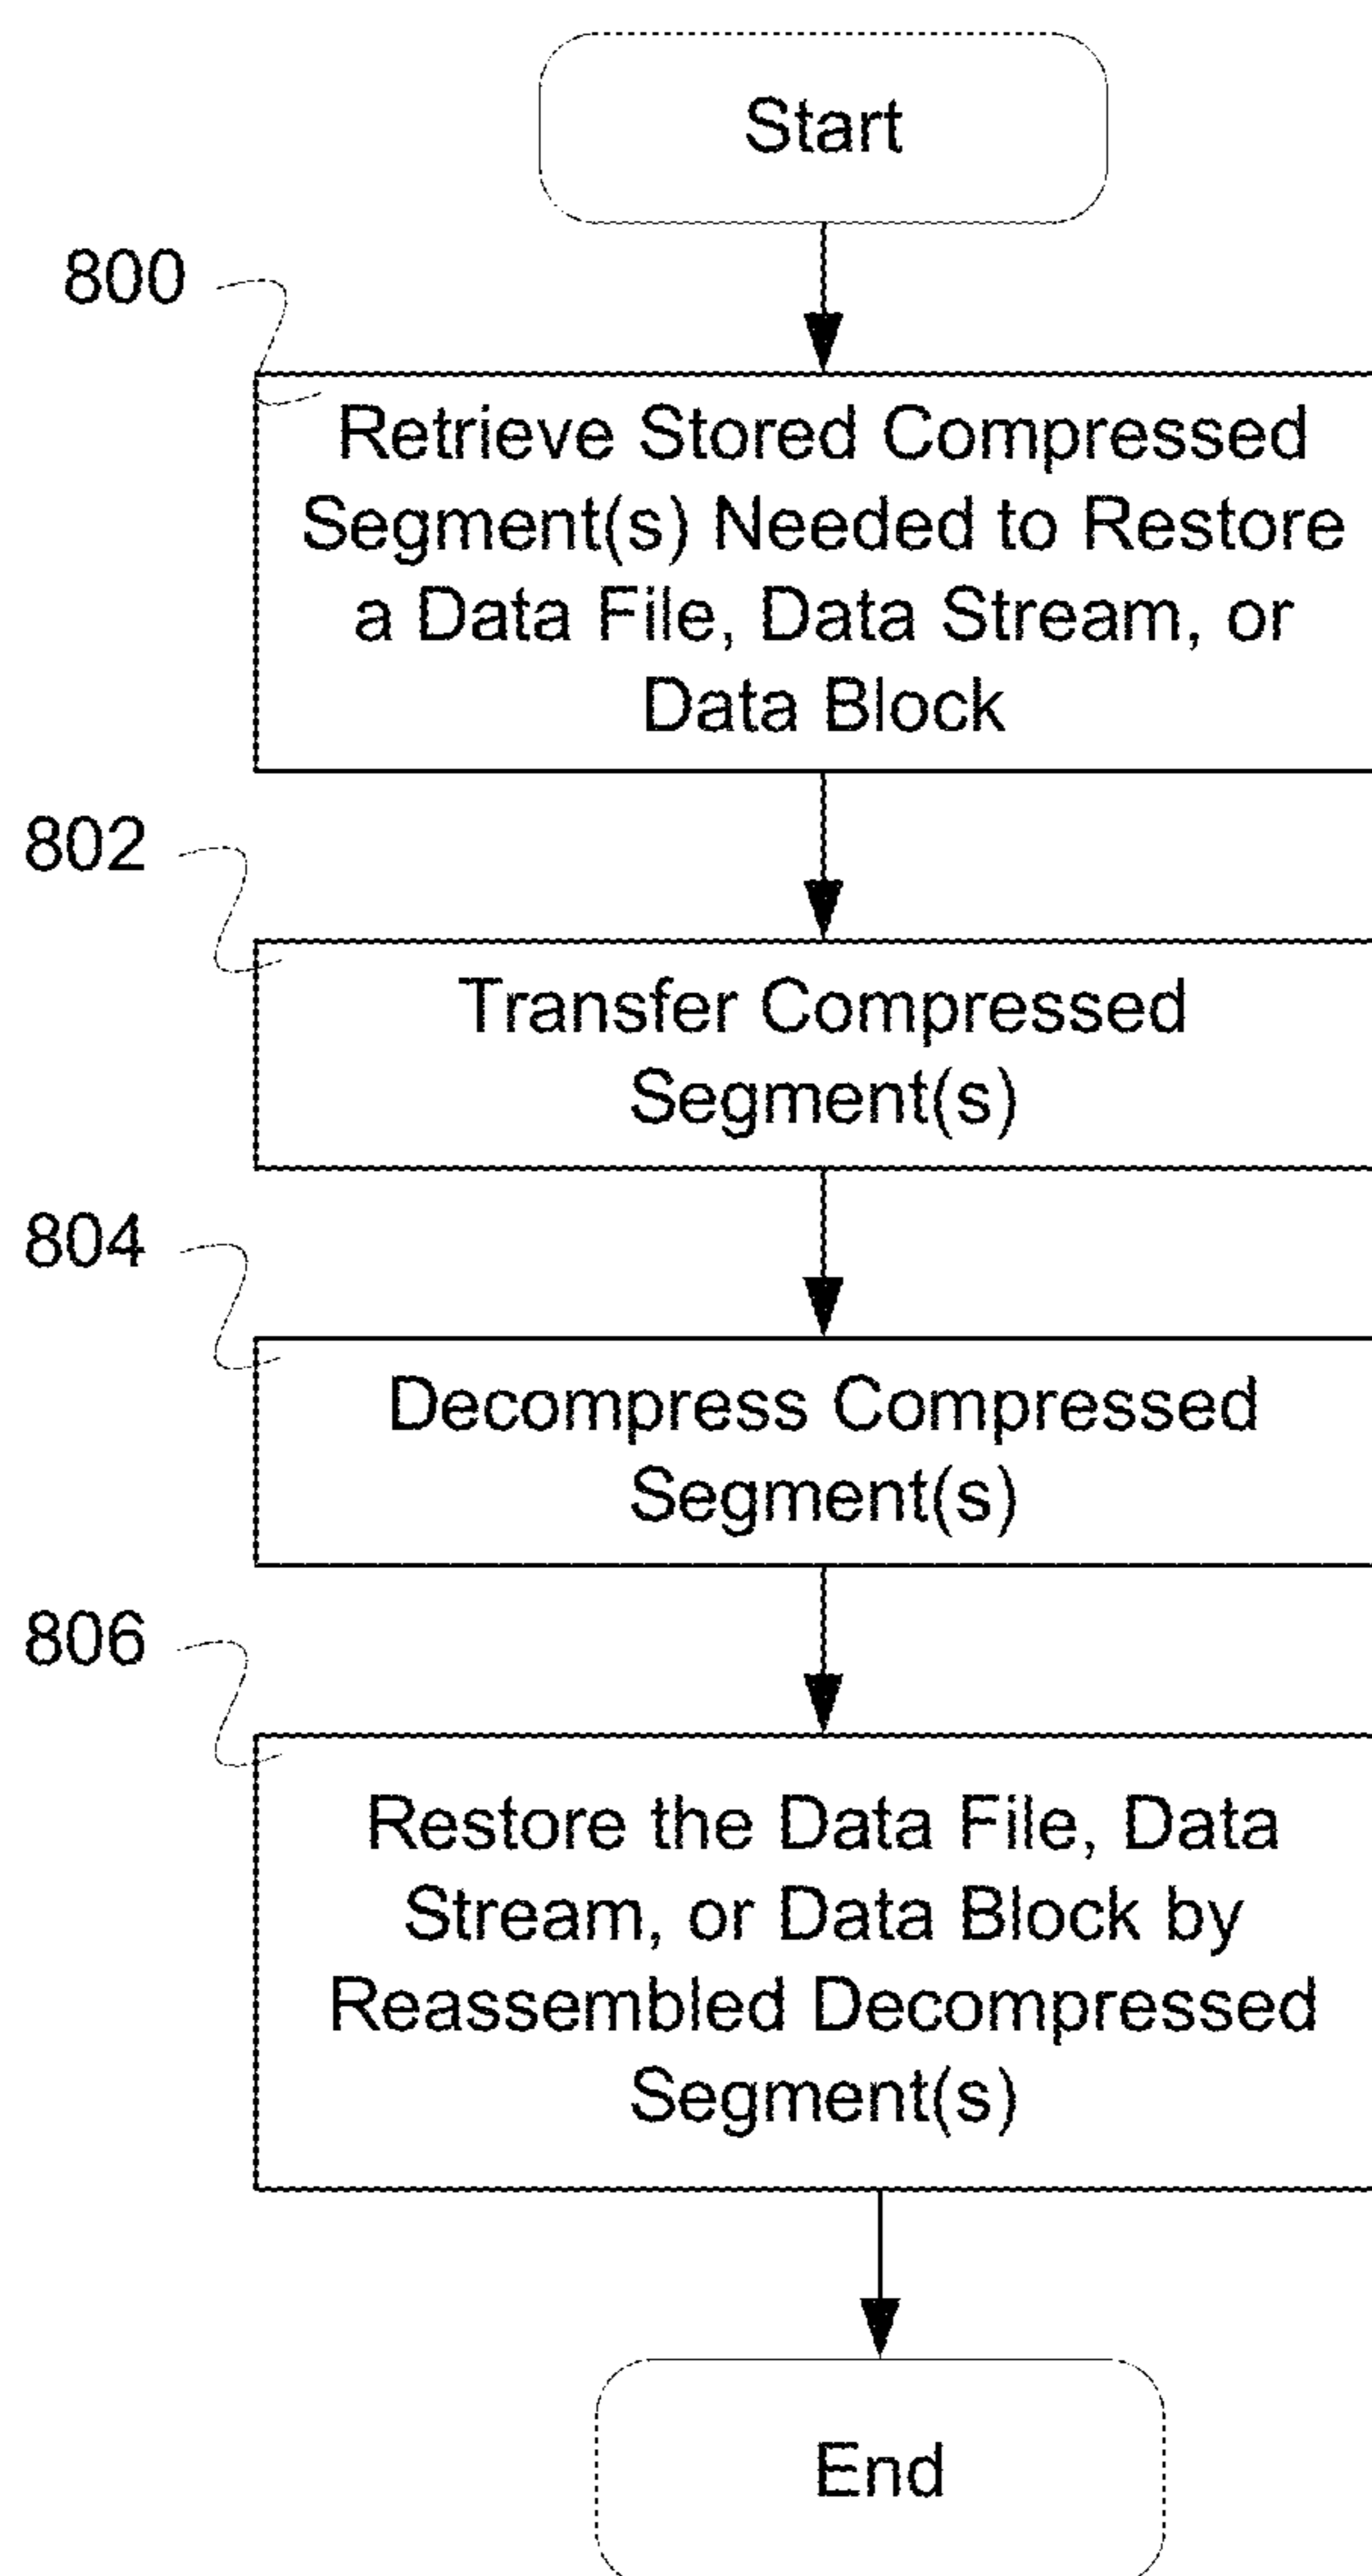 Start
800
Retrieve Stored Compressed
Segment(s) Needed to Restore
a Data File, Data Stream, or
Data Block
802
Transfer Compressed
Segment(s)
804
Decompress Compressed
Segment(s)
806
Restore the Data File, Data
Stream, or Data Block by
Reassembled Decompressed
Segment(s)
End